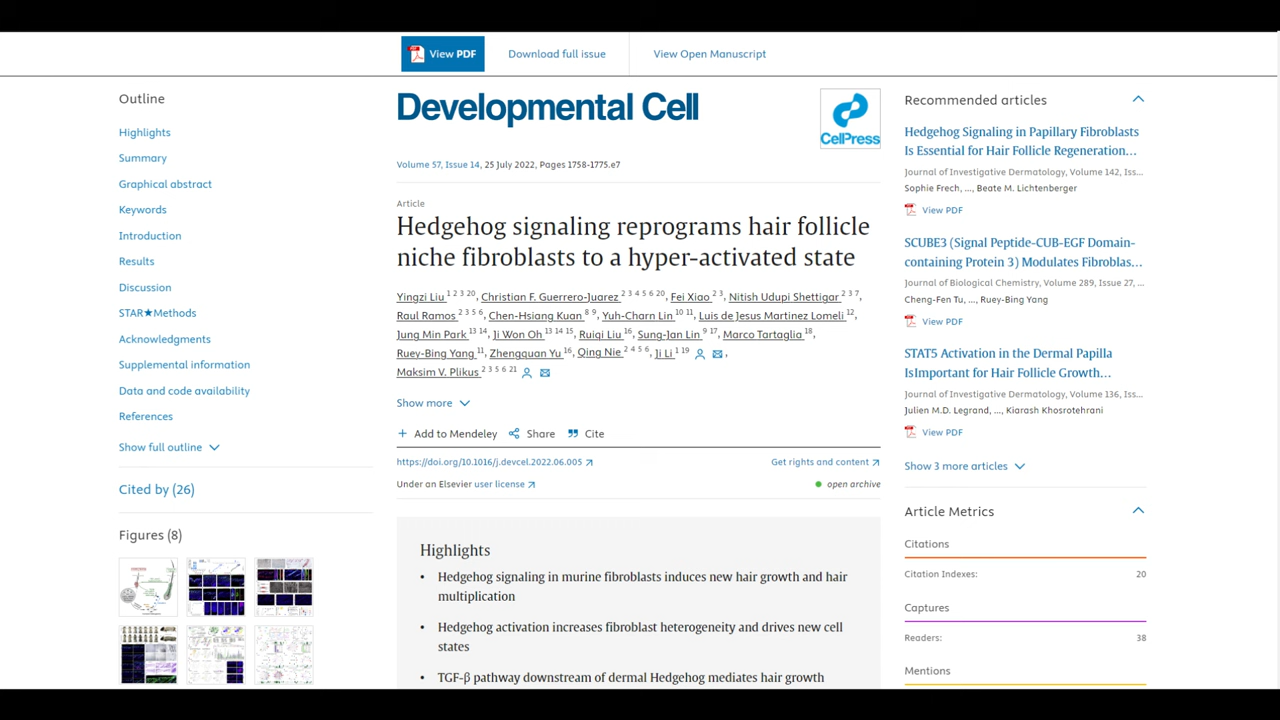 View PDF
Download full issue
View Open Manuscript
Outline
Highlights
Summary
Graphical abstract
Keywords
Introduction
Results
Discussion
STAR★Methods
Acknowledgments
Supplemental information
Data and code availability
References
Show full outline
Cited by (26)
Figures (8)
Developmental Cell
CellPress
Volume 57, Issue 14, 25 July 2022, Pages 1758-1775.e7
Article
Hedgehog signaling reprograms hair follicle
niche fibroblasts to a hyper-activated state
Yingzi Liu 1 2 3 20, Christian F. Guerrero-Juarez 2 3 4 5 6 20, Fei Xiao 2 3, Nitish Udupi Shettigar 2 3 7,
Raul Ramos 2 3 5 6, Chen-Hsiang Kuan 8 9, Yuh-Charn Lin 10 11, Luis de Jesus Martinez Lomeli 12,
Jung Min Park 13 14, Ji Won Oh 13 14 15, Ruiqi Liu 16, Sung-Jan Lin 9 17, Marco Tartaglia 18,
Ruey-Bing Yang 11, Zhengquan Yu 16, Qing Nie 2 4 5 6, Ji Li 1 19,
Maksim V. Plikus 2 3 5 6 21
Show more
+ Add to Mendeley Share Cite
https://doi.org/10.1016/j.devcel.2022.06.005
Get rights and content
Under an Elsevier user license
open archive
Highlights
• Hedgehog signaling in murine fibroblasts induces new hair growth and hair
multiplication
• Hedgehog activation increases fibroblast heterogeneity and drives new cell
states
• TGF-β pathway downstream of dermal Hedgehog mediates hair growth
Recommended articles
Hedgehog Signaling in Papillary Fibroblasts
Is Essential for Hair Follicle Regeneration…
Journal of Investigative Dermatology, Volume 142, Iss…
Sophie Frech, …, Beate M. Lichtenberger
View PDF
SCUBE3 (Signal Peptide-CUB-EGF Domain-
containing Protein 3) Modulates Fibroblas…
Journal of Biological Chemistry, Volume 289, Issue 27, …
Cheng-Fen Tu, …, Ruey-Bing Yang
View PDF
STAT5 Activation in the Dermal Papilla
IsImportant for Hair Follicle Growth…
Journal of Investigative Dermatology, Volume 136, Iss…
Julien M.D. Legrand, …, Kiarash Khosrotehrani
View PDF
Show 3 more articles
Article Metrics
Citations
Citation Indexes: 20
Captures
Readers: 38
Mentions